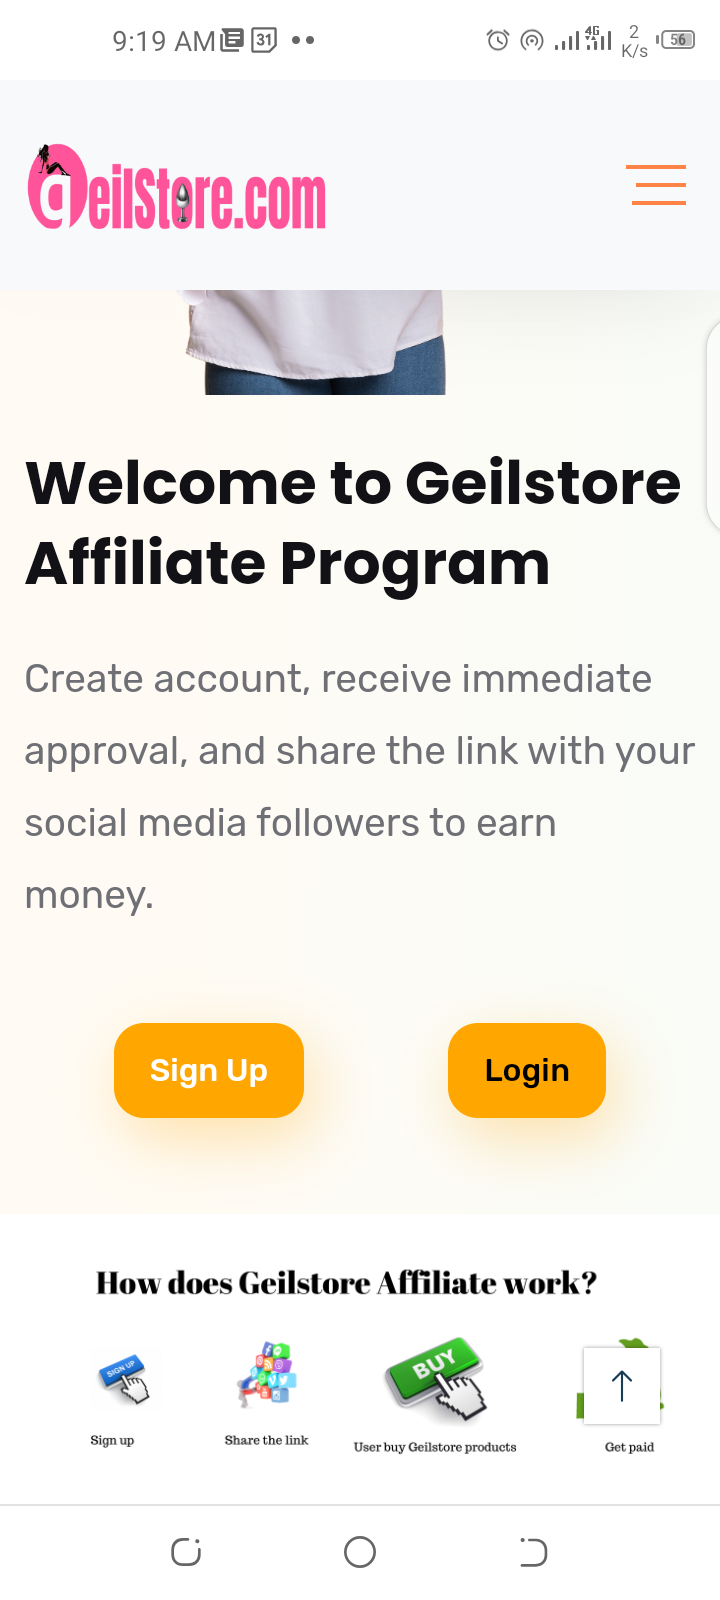 9:19 AM 31
4G 2 K/s 56
GeilStore.com
Welcome to Geilstore
Affiliate Program
Create account, receive immediate
approval, and share the link with your
social media followers to earn
money.
Sign Up Login
How does Geilstore Affiliate work?
SIGN UP BUY
Sign up Share the link User buy Geilstore products Get paid